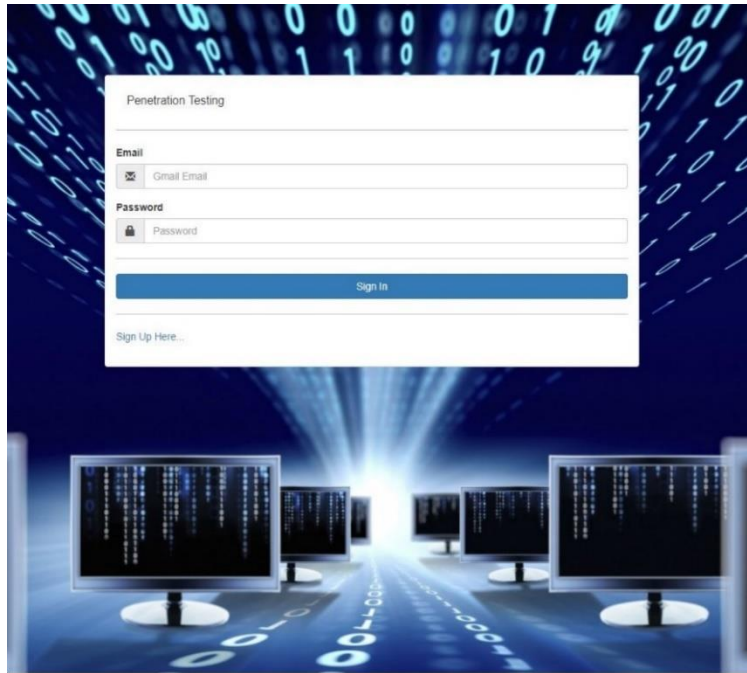 Penetration Testing
Email
Gmail Email
Password
Password
Sign In
Sign Up Here...